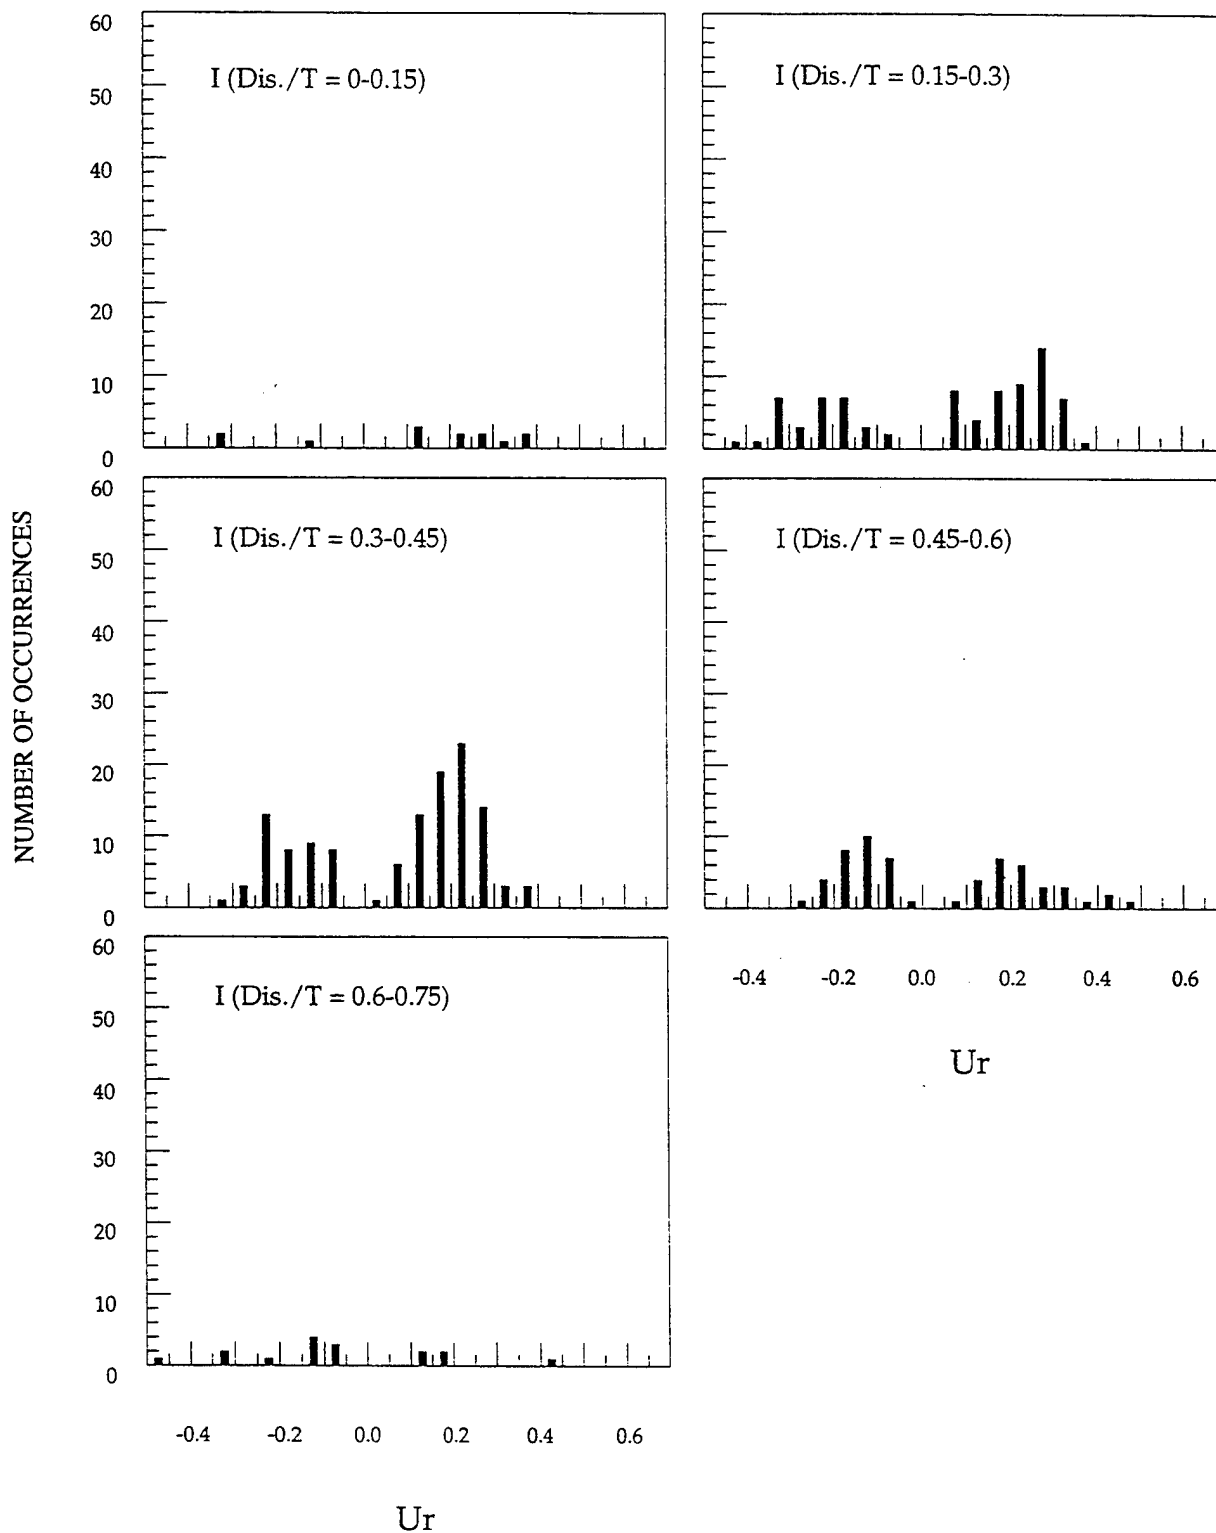 60
50
40
30
20
10
0
I (Dis./T = 0-0.15)
I (Dis./T = 0.15-0.3)
NUMBER OF OCCURRENCES
60
50
40
30
20
10
0
I (Dis./T = 0.3-0.45)
I (Dis./T = 0.45-0.6)
-0.4 -0.2 0.0 0.2 0.4 0.6
Ur
60
50
40
30
20
10
0
I (Dis./T = 0.6-0.75)
-0.4 -0.2 0.0 0.2 0.4 0.6
Ur